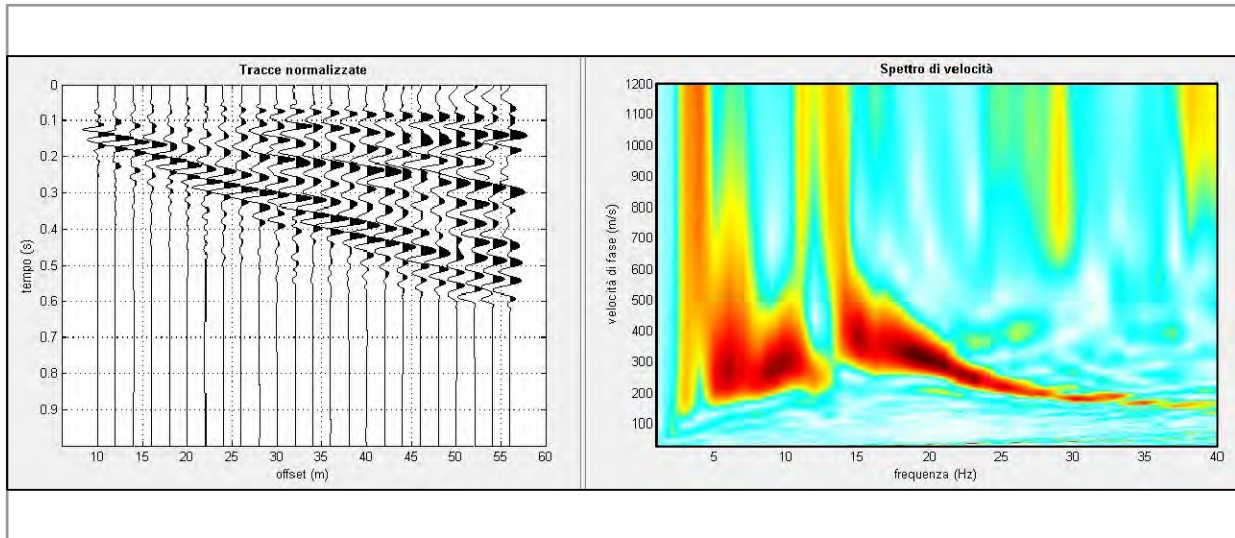 Tracce normalizzate
0
0.1
0.2
0.3
0.4
0.5
0.6
0.7
0.8
0.9
tempo (s)
10 15 20 25 30 35 40 45 50 55 60
offset (m)
Spettro di velocità
1200
1100
1000
900
800
700
600
500
400
300
200
100
velocità di fase (m/s)
5 10 15 20 25 30 35 40
frequenza (Hz)